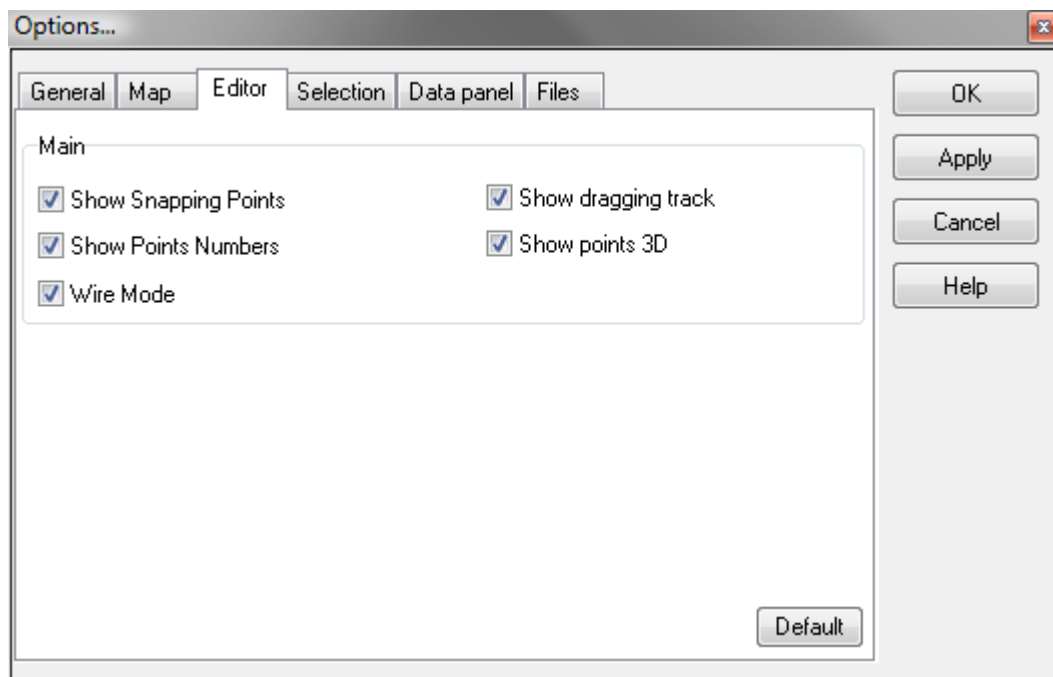 Options...
General Map Editor Selection Data panel Files
OK
Main
Apply
Show Snapping Points
Show dragging track
Cancel
Show Points Numbers
Show points 3D
Help
Wire Mode
Default